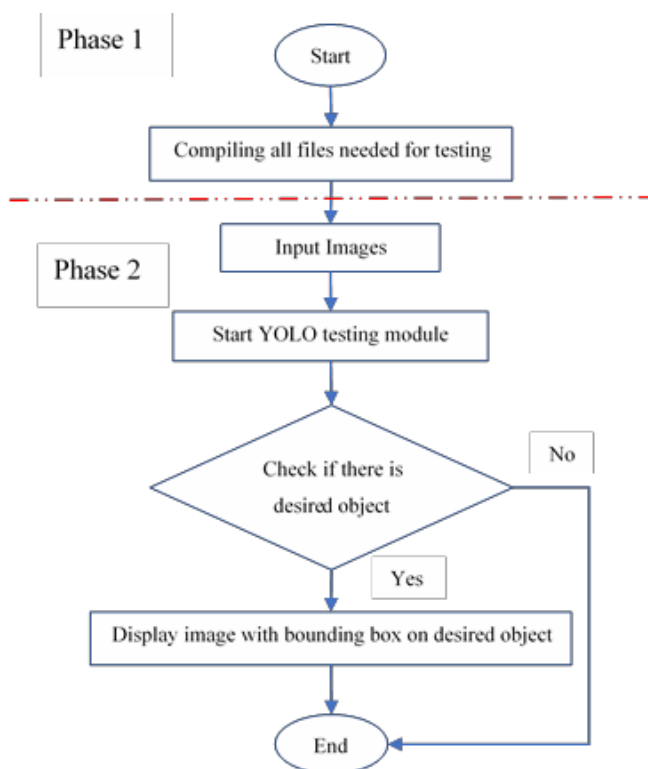 Phase 1
Start
Compiling all files needed for testing
Input Images
Phase 2
Start YOLO testing module
Check if there is
desired object
No
Yes
Display image with bounding box on desired object
End